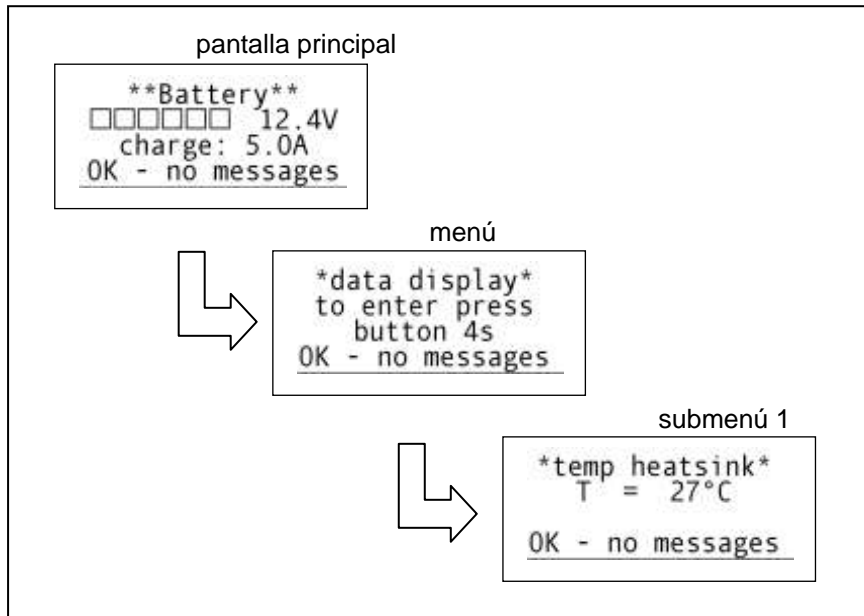 pantalla principal
**Battery**
□□□□□□ 12.4V
charge: 5.0A
OK - no messages
menú
*data display*
to enter press
button 4s
OK - no messages
submenú 1
*temp heatsink*
T = 27°C
OK - no messages